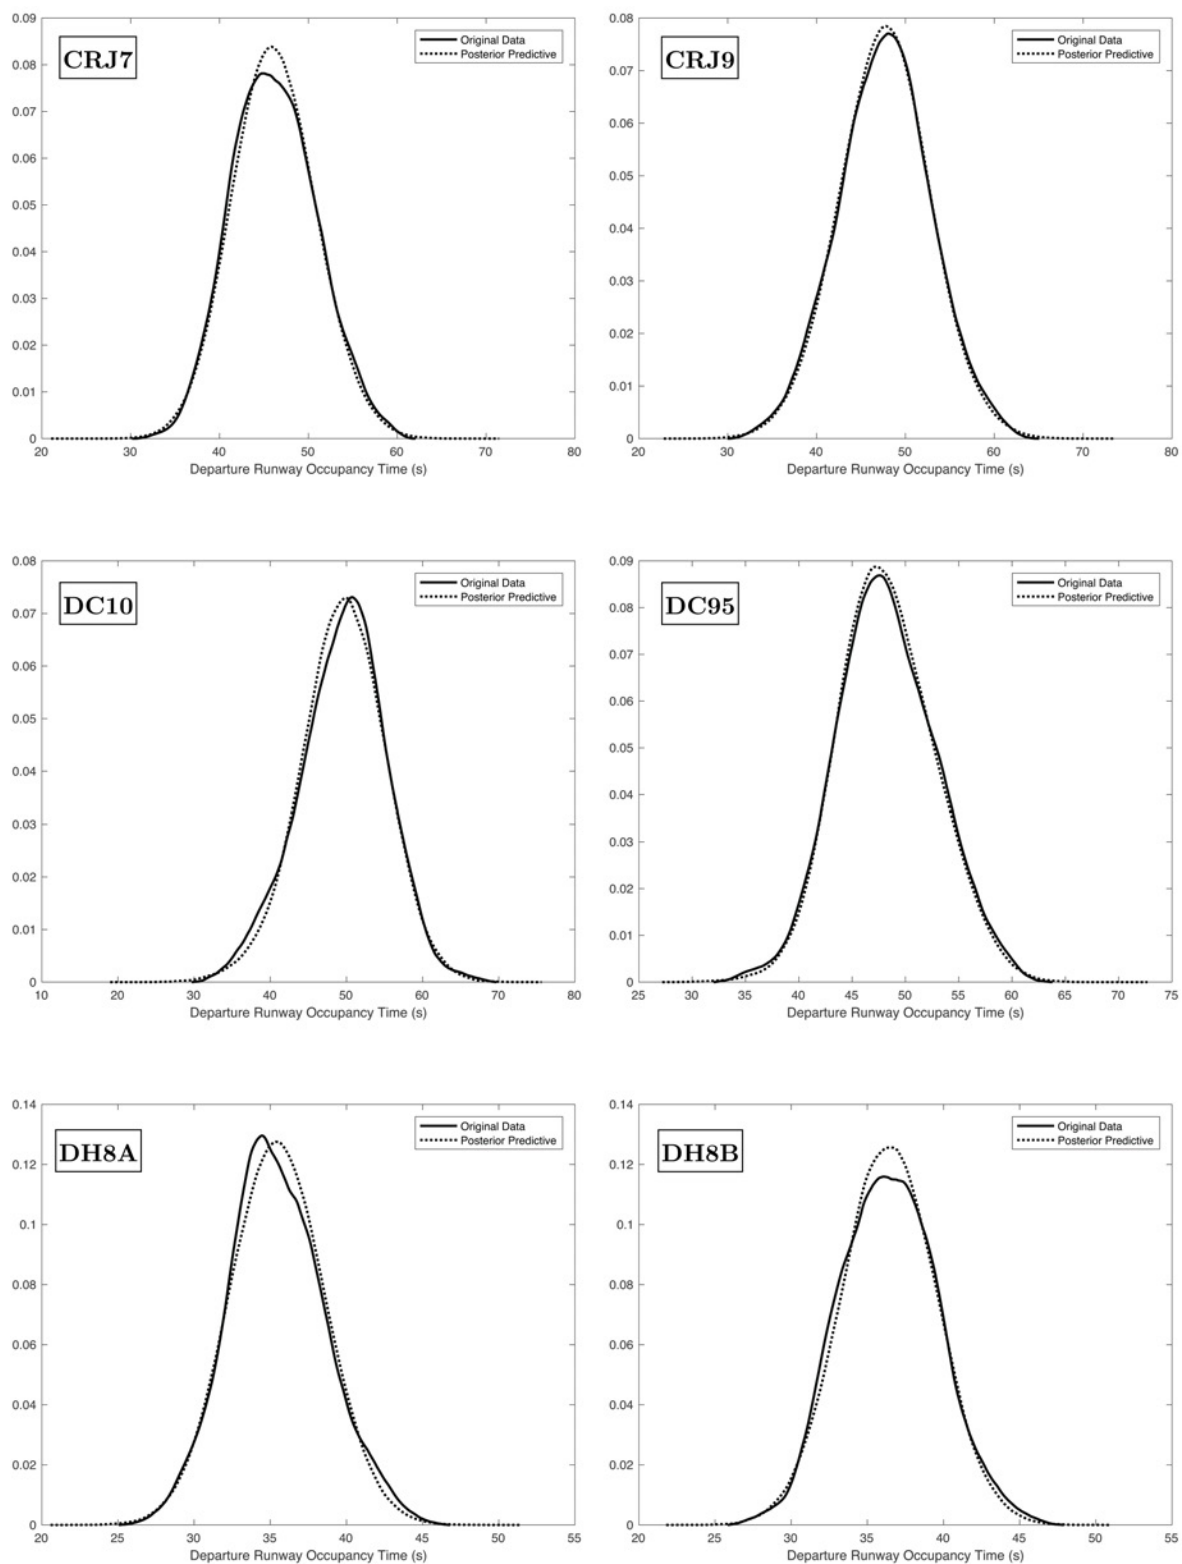 CRJ7
Original Data
Posterior Predictive
0.09
0.08
0.07
0.06
0.05
0.04
0.03
0.02
0.01
0
20 30 40 50 60 70 80
Departure Runway Occupancy Time (s)
CRJ9
Original Data
Posterior Predictive
0.08
0.07
0.06
0.05
0.04
0.03
0.02
0.01
0
20 30 40 50 60 70 80
Departure Runway Occupancy Time (s)
DC10
Original Data
Posterior Predictive
0.08
0.07
0.06
0.05
0.04
0.03
0.02
0.01
0
10 20 30 40 50 60 70 80
Departure Runway Occupancy Time (s)
DC95
Original Data
Posterior Predictive
0.09
0.08
0.07
0.06
0.05
0.04
0.03
0.02
0.01
0
25 30 35 40 45 50 55 60 65 70 75
Departure Runway Occupancy Time (s)
DH8A
Original Data
Posterior Predictive
0.14
0.12
0.1
0.08
0.06
0.04
0.02
0
20 25 30 35 40 45 50 55
Departure Runway Occupancy Time (s)
DH8B
Original Data
Posterior Predictive
0.14
0.12
0.1
0.08
0.06
0.04
0.02
0
20 25 30 35 40 45 50 55
Departure Runway Occupancy Time (s)